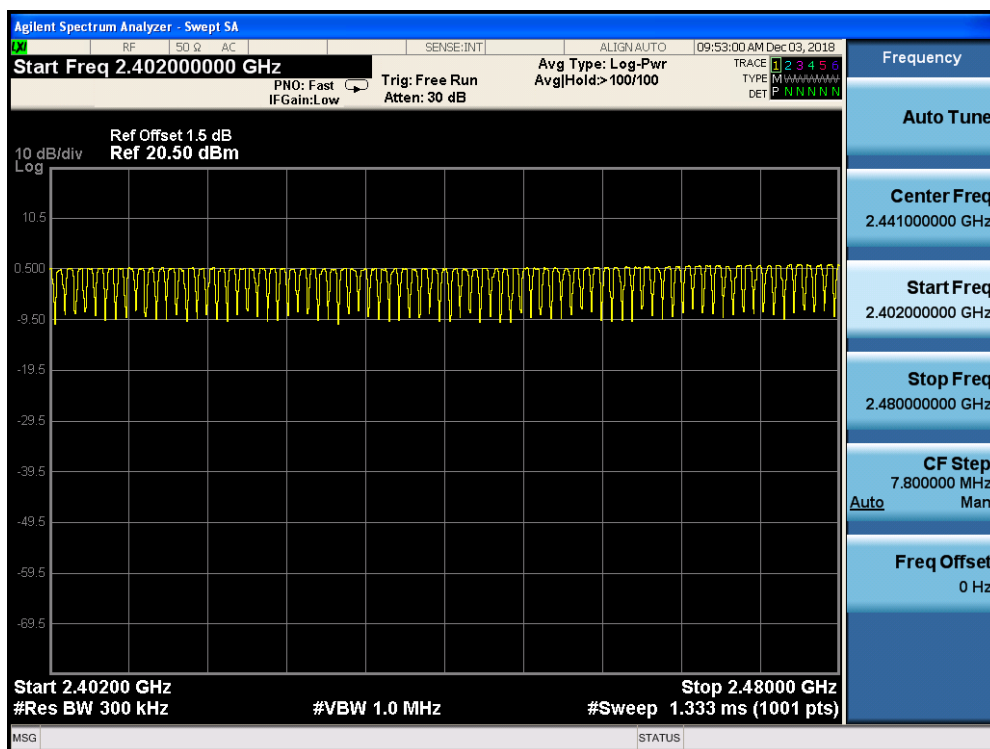 Agilent Spectrum Analyzer - Swept SA
LXI RF 50 Ω AC SENSE:INT ALIGN AUTO 09:53:00 AM Dec 03, 2018
Start Freq 2.402000000 GHz
PNO: Fast
IFGain:Low
Trig: Free Run
Atten: 30 dB
Avg Type: Log-Pwr
Avg|Hold:>100/100
TRACE 1 2 3 4 5 6
TYPE M
DET P N N N N N
Ref Offset 1.5 dB
10 dB/div Ref 20.50 dBm
Log
10.5
0.500
-9.50
-19.5
-29.5
-39.5
-49.5
-59.5
-69.5
Start 2.40200 GHz Stop 2.48000 GHz
#Res BW 300 kHz #VBW 1.0 MHz #Sweep 1.333 ms (1001 pts)
MSG STATUS
Frequency
Auto Tune
Center Freq
2.441000000 GHz
Start Freq
2.402000000 GHz
Stop Freq
2.480000000 GHz
CF Step
7.800000 MHz
Auto Man
Freq Offset
0 Hz